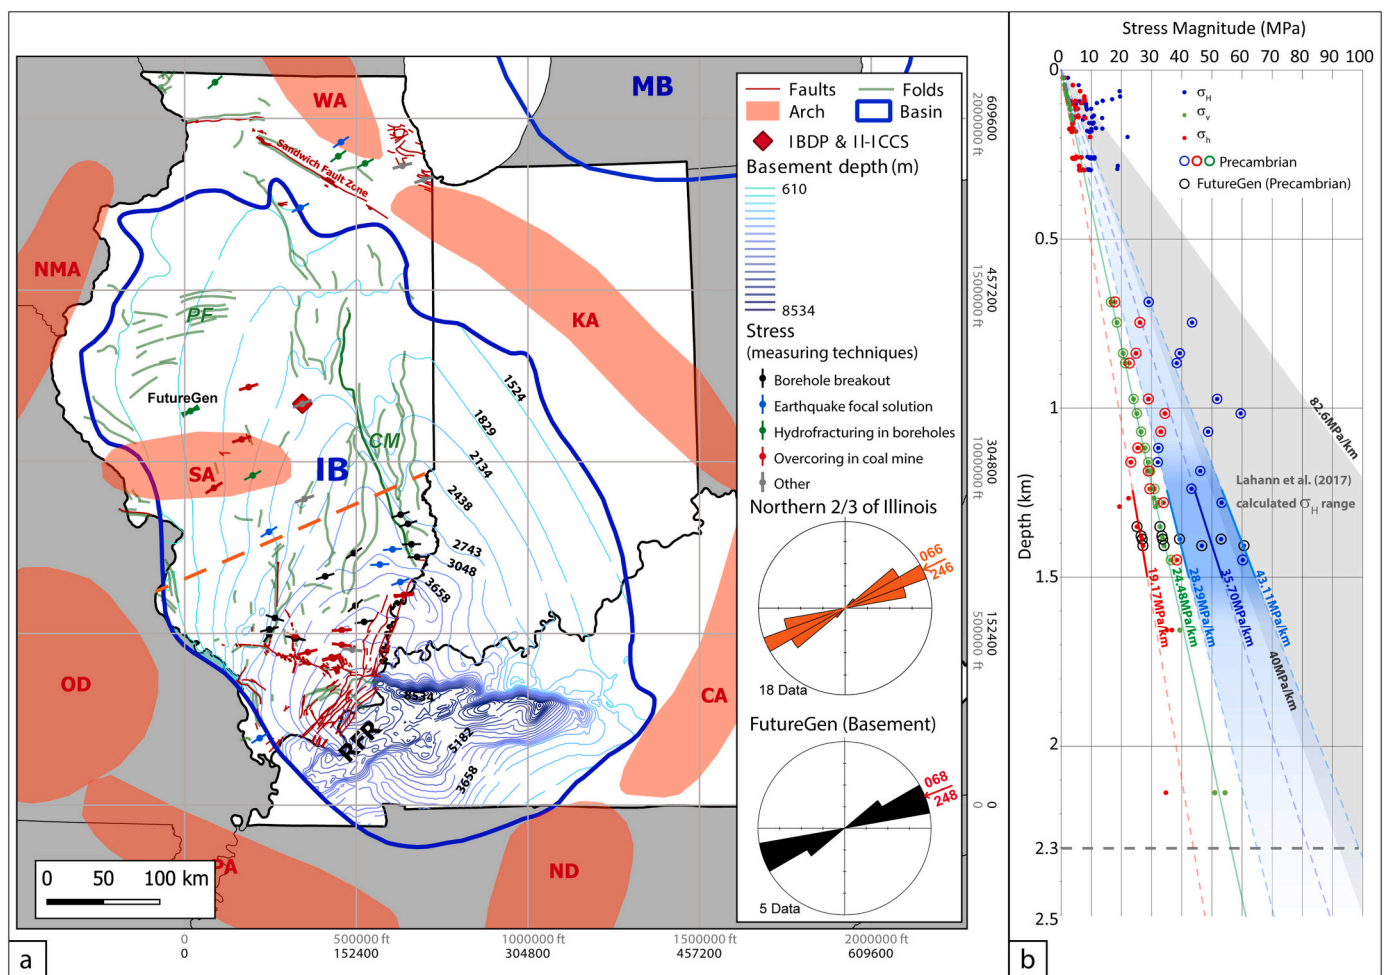 WA
MB
Sandwich Fault Zone
NMA
PF
KA
FutureGen
1524
1829
CM
SA
IB
2134
2438
2743
3048
3658
OD
CA
8534
RFR
5182
3658
PA
ND
0 50 100 km
a
0
500000 ft
1000000 ft
1500000 ft
2000000 ft
0
152400
304800
457200
609600
2000000 ft
609600
1500000 ft
457200
1000000 ft
304800
500000 ft
152400
0
0
Faults
Folds
Arch
Basin
IBDP & II-ICCS
Basement depth (m)
610
8534
Stress
(measuring techniques)
Borehole breakout
Earthquake focal solution
Hydrofracturing in boreholes
Overcoring in coal mine
Other
Northern 2/3 of Illinois
066
246
18 Data
FutureGen (Basement)
068
248
5 Data
Stress Magnitude (MPa)
0 10 20 30 40 50 60 70 80 90 100
0
σH
σv
σh
Precambrian
FutureGen (Precambrian)
0.5
1
82.6MPa/km
Lahann et al. (2017)
calculated σH range
Depth (km)
1.5
19.17MPa/km
24.48MPa/km
28.29MPa/km
35.70MPa/km
43.11MPa/km
40MPa/km
2
2.3
2.5
b